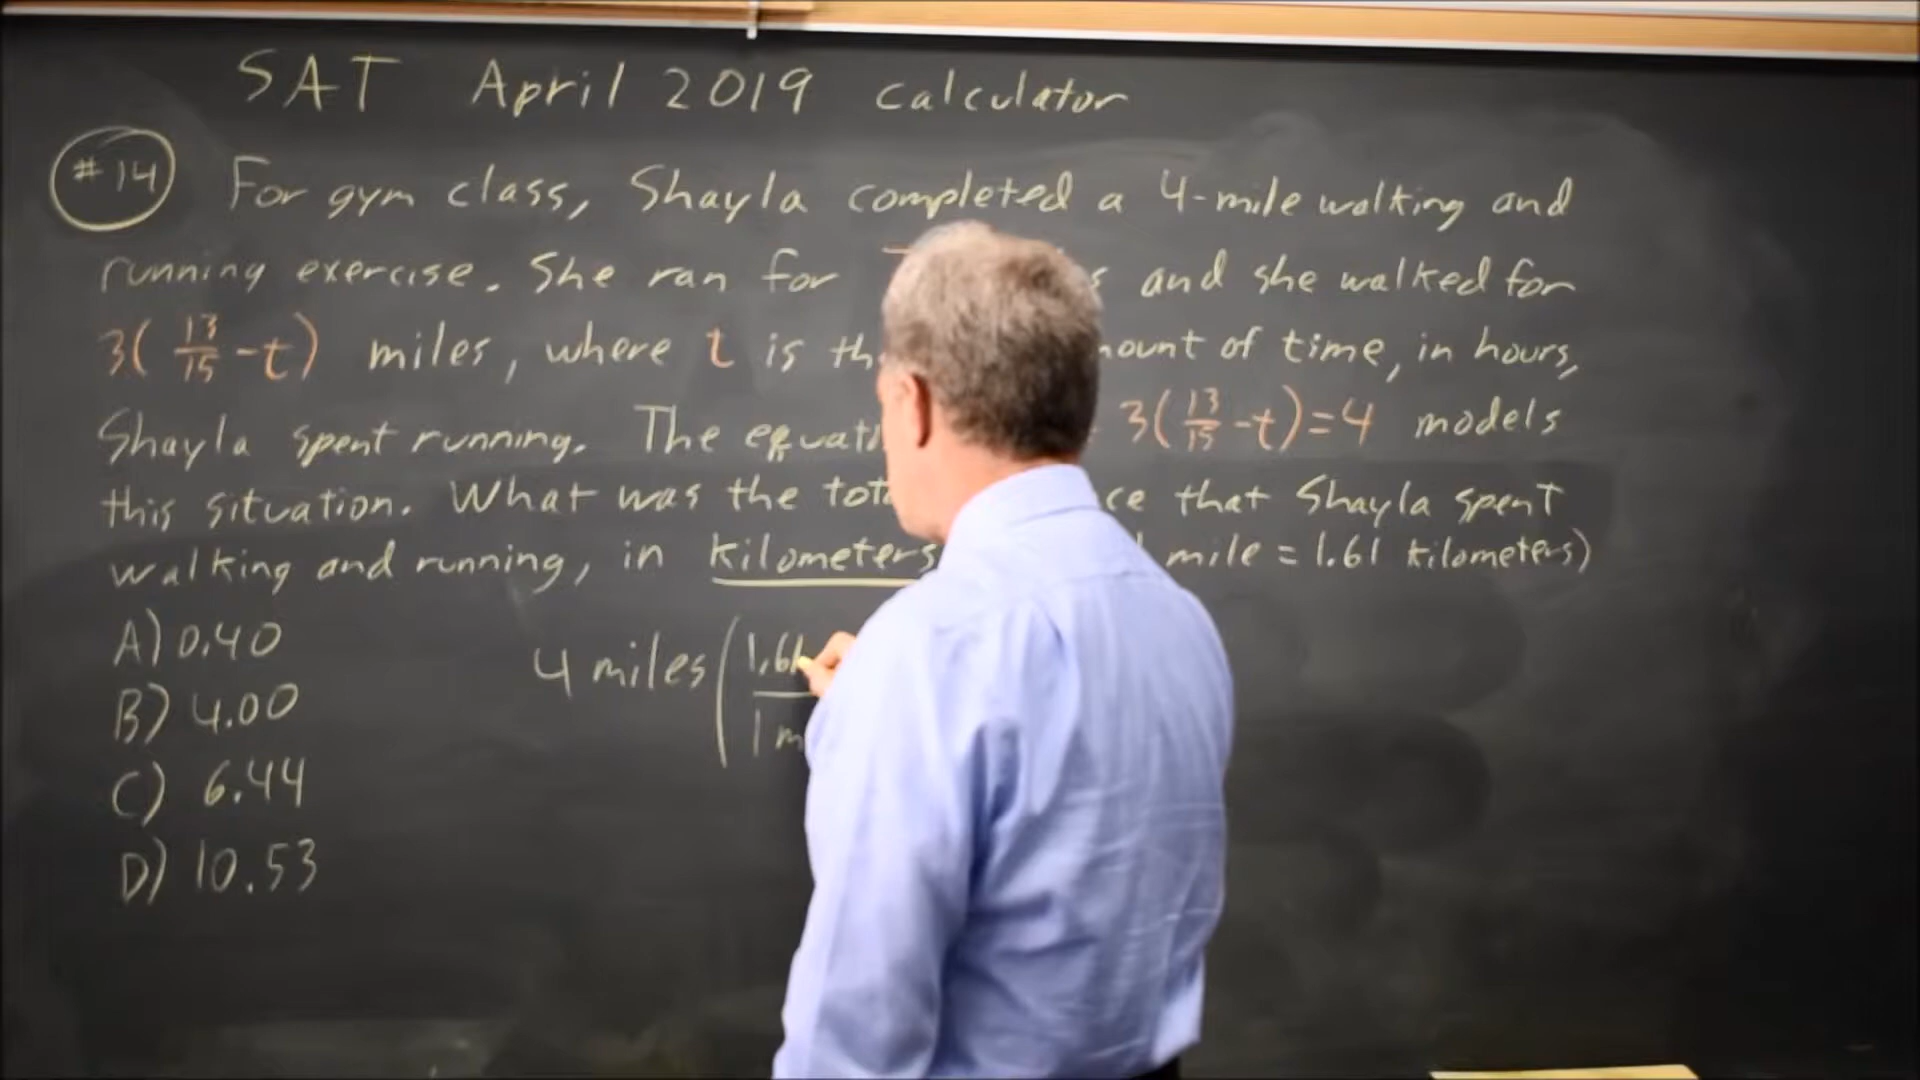 SAT April 2019 calculator
#14 For gym class, Shayla completed a 4-mile walking and
running exercise. She ran for and she walked for
3(13/15 - t) miles, where t is of time, in hours,
Shayla spent running. The 3(13/15 - t) = 4 models
this situation. What was the that Shayla spent
walking and running, in kilometers mile = 1.61 kilometers)
A) 0.40
B) 4.00
C) 6.44
D) 10.53
4 miles ( 1.61
1